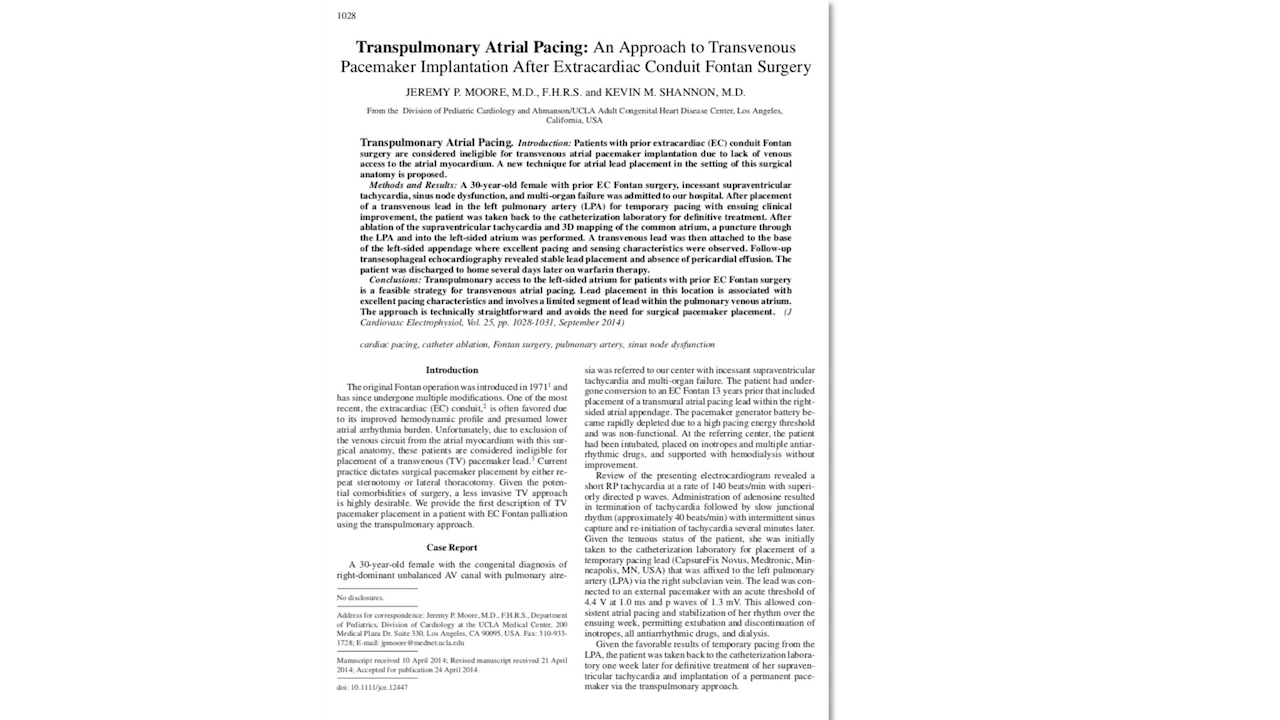 1028
Transpulmonary Atrial Pacing: An Approach to Transvenous
Pacemaker Implantation After Extracardiac Conduit Fontan Surgery
JEREMY P. MOORE, M.D., F.H.R.S. and KEVIN M. SHANNON, M.D.
From the Division of Pediatric Cardiology and Ahmanson/UCLA Adult Congenital Heart Disease Center, Los Angeles,
California, USA
Transpulmonary Atrial Pacing. Introduction: Patients with prior extracardiac (EC) conduit Fontan
surgery are considered ineligible for transvenous atrial pacemaker implantation due to lack of venous
access to the atrial myocardium. A new technique for atrial lead placement in the setting of this surgical
anatomy is proposed.
Methods and Results: A 30-year-old female with prior EC Fontan surgery, incessant supraventricular
tachycardia, sinus node dysfunction, and multi-organ failure was admitted to our hospital. After placement
of a transvenous lead in the left pulmonary artery (LPA) for temporary pacing with ensuing clinical
improvement, the patient was taken back to the catheterization laboratory for definitive treatment. After
ablation of the supraventricular tachycardia and 3D mapping of the common atrium, a puncture through
the LPA and into the left-sided atrium was performed. A transvenous lead was then attached to the base
of the left-sided appendage where excellent pacing and sensing characteristics were observed. Follow-up
transesophageal echocardiography revealed stable lead placement and absence of pericardial effusion. The
patient was discharged to home several days later on warfarin therapy.
Conclusions: Transpulmonary access to the left-sided atrium for patients with prior EC Fontan surgery
is a feasible strategy for transvenous atrial pacing. Lead placement in this location is associated with
excellent pacing characteristics and involves a limited segment of lead within the pulmonary venous atrium.
The approach is technically straightforward and avoids the need for surgical pacemaker placement. (J
Cardiovasc Electrophysiol, Vol. 25, pp. 1028-1031, September 2014)
cardiac pacing, catheter ablation, Fontan surgery, pulmonary artery, sinus node dysfunction
Introduction
The original Fontan operation was introduced in 1971¹ and
has since undergone multiple modifications. One of the most
recent, the extracardiac (EC) conduit,² is often favored due
to its improved hemodynamic profile and presumed lower
atrial arrhythmia burden. Unfortunately, due to exclusion of
the venous circuit from the atrial myocardium with this sur-
gical anatomy, these patients are considered ineligible for
placement of a transvenous (TV) pacemaker lead.³ Current
practice dictates surgical pacemaker placement by either re-
peat sternotomy or lateral thoracotomy. Given the poten-
tial comorbidities of surgery, a less invasive TV approach
is highly desirable. We provide the first description of TV
pacemaker placement in a patient with EC Fontan palliation
using the transpulmonary approach.
Case Report
A 30-year-old female with the congenital diagnosis of
right-dominant unbalanced AV canal with pulmonary atre-
No disclosures.
Address for correspondence: Jeremy P. Moore, M.D., F.H.R.S., Department
of Pediatrics, Division of Cardiology at the UCLA Medical Center, 200
Medical Plaza Dr. Suite 330, Los Angeles, CA 90095, USA. Fax: 310-933-
1728; E-mail: jpmoore@mednet.ucla.edu
Manuscript received 10 April 2014; Revised manuscript received 21 April
2014; Accepted for publication 24 April 2014.
doi: 10.1111/jce.12447
sia was referred to our center with incessant supraventricular
tachycardia and multi-organ failure. The patient had under-
gone conversion to an EC Fontan 13 years prior that included
placement of a transmural atrial pacing lead within the right-
sided atrial appendage. The pacemaker generator battery be-
came rapidly depleted due to a high pacing energy threshold
and was non-functional. At the referring center, the patient
had been intubated, placed on inotropes and multiple antiar-
rhythmic drugs, and supported with hemodialysis without
improvement.
Review of the presenting electrocardiogram revealed a
short RP tachycardia at a rate of 140 beats/min with superi-
orly directed p waves. Administration of adenosine resulted
in termination of tachycardia followed by slow junctional
rhythm (approximately 40 beats/min) with intermittent sinus
capture and re-initiation of tachycardia several minutes later.
Given the tenuous status of the patient, she was initially
taken to the catheterization laboratory for placement of a
temporary pacing lead (CapsureFix Novus, Medtronic, Min-
neapolis, MN, USA) that was affixed to the left pulmonary
artery (LPA) via the right subclavian vein. The lead was con-
nected to an external pacemaker with an acute threshold of
4.4 V at 1.0 ms and p waves of 1.3 mV. This allowed con-
sistent atrial pacing and stabilization of her rhythm over the
ensuing week, permitting extubation and discontinuation of
inotropes, all antiarrhythmic drugs, and dialysis.
Given the favorable results of temporary pacing from the
LPA, the patient was taken back to the catheterization labora-
tory one week later for definitive treatment of her supraven-
tricular tachycardia and implantation of a permanent pace-
maker via the transpulmonary approach.